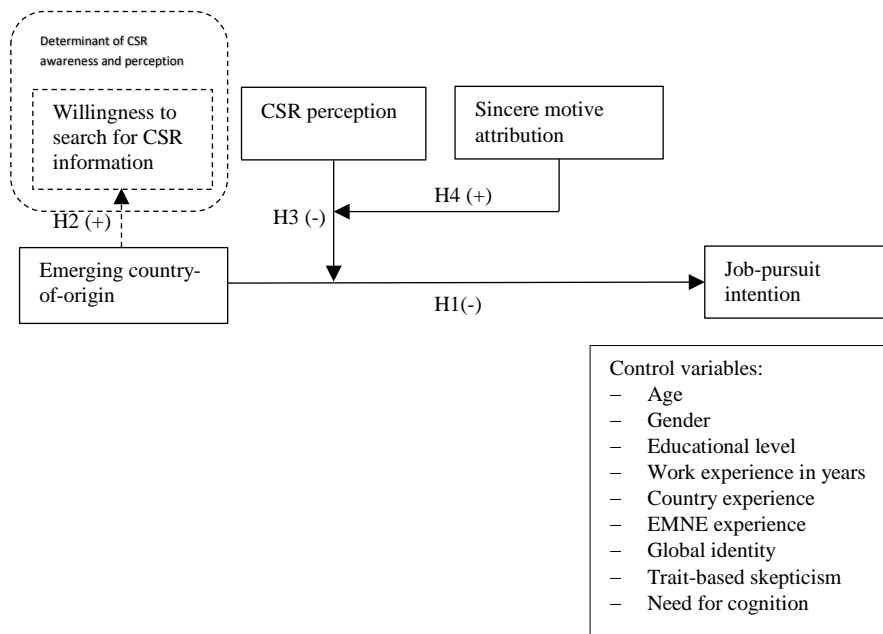 Determinant of CSR
awareness and perception
Willingness to
search for CSR
information
CSR perception
Sincere motive
attribution
H4 (+)
H3 (-)
H2 (+)
Emerging country-
of-origin
Job-pursuit
intention
H1(-)
Control variables:
– Age
– Gender
– Educational level
– Work experience in years
– Country experience
– EMNE experience
– Global identity
– Trait-based skepticism
– Need for cognition